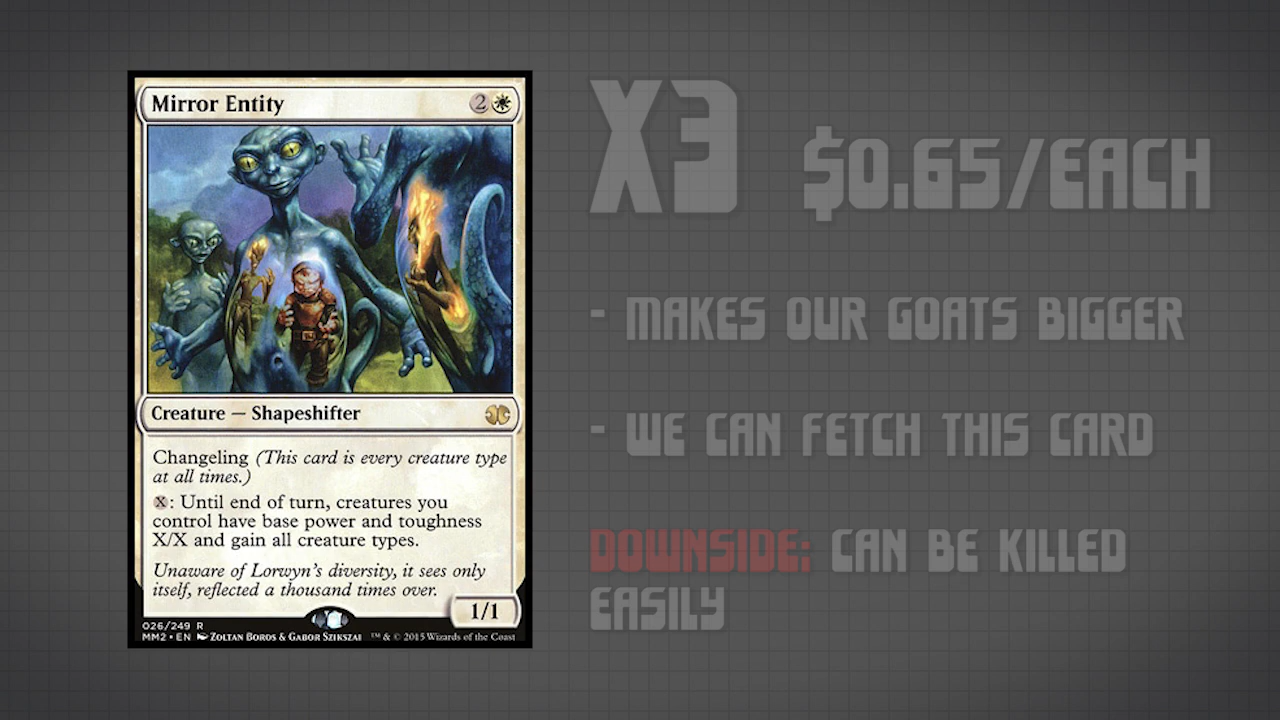 Mirror Entity 2
X3 $0.65/EACH
- MAKES OUR GOATS BIGGER
- WE CAN FETCH THIS CARD
DOWNSIDE: CAN BE KILLED
EASILY
Creature — Shapeshifter
Changeling (This card is every creature type
at all times.)
X: Until end of turn, creatures you
control have base power and toughness
X/X and gain all creature types.
Unaware of Lorwyn's diversity, it sees only
itself, reflected a thousand times over.
1/1
026/249 R
MM2 • EN Zoltan Boros & Gabor Szikszai ™ & © 2015 Wizards of the Coast